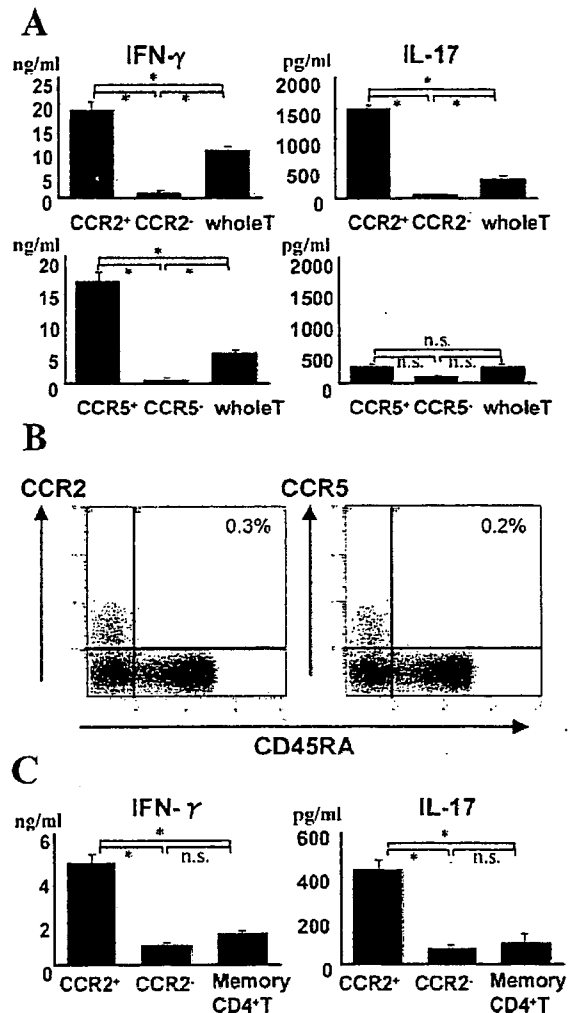 A
IFN-γ
IL-17
ng/ml
25
20
15
10
5
0
*
* *
CCR2⁺ CCR2⁻ wholeT
pg/ml
2000
1500
1000
500
0
*
* *
CCR2⁺ CCR2⁻ wholeT
ng/ml
20
15
10
5
0
*
* *
CCR5⁺ CCR5⁻ wholeT
pg/ml
2000
1500
1000
500
0
n.s.
n.s. n.s.
CCR5⁺ CCR5⁻ wholeT
B
CCR2
0.3%
CCR5
0.2%
CD45RA
C
IFN-γ
IL-17
ng/ml
6
4
2
0
*
* n.s.
CCR2⁺ CCR2⁻ Memory
CD4⁺T
pg/ml
600
400
200
0
*
* n.s.
CCR2⁺ CCR2⁻ Memory
CD4⁺T